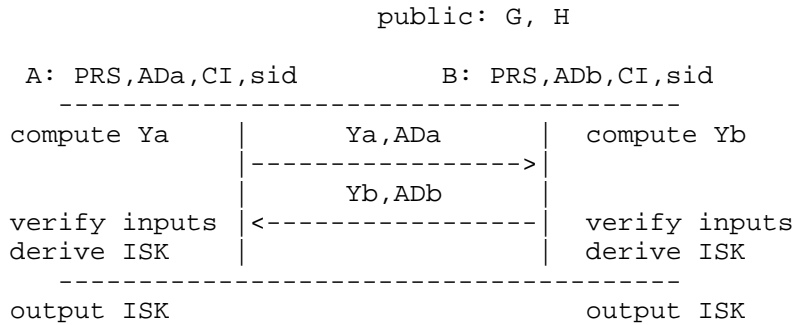 public: G, H
A: PRS,ADa,CI,sid B: PRS,ADb,CI,sid
---------------------------------------
compute Ya | Ya,ADa | compute Yb
|----------------->|
| Yb,ADb |
verify inputs |<-----------------| verify inputs
derive ISK | | derive ISK
---------------------------------------
output ISK output ISK